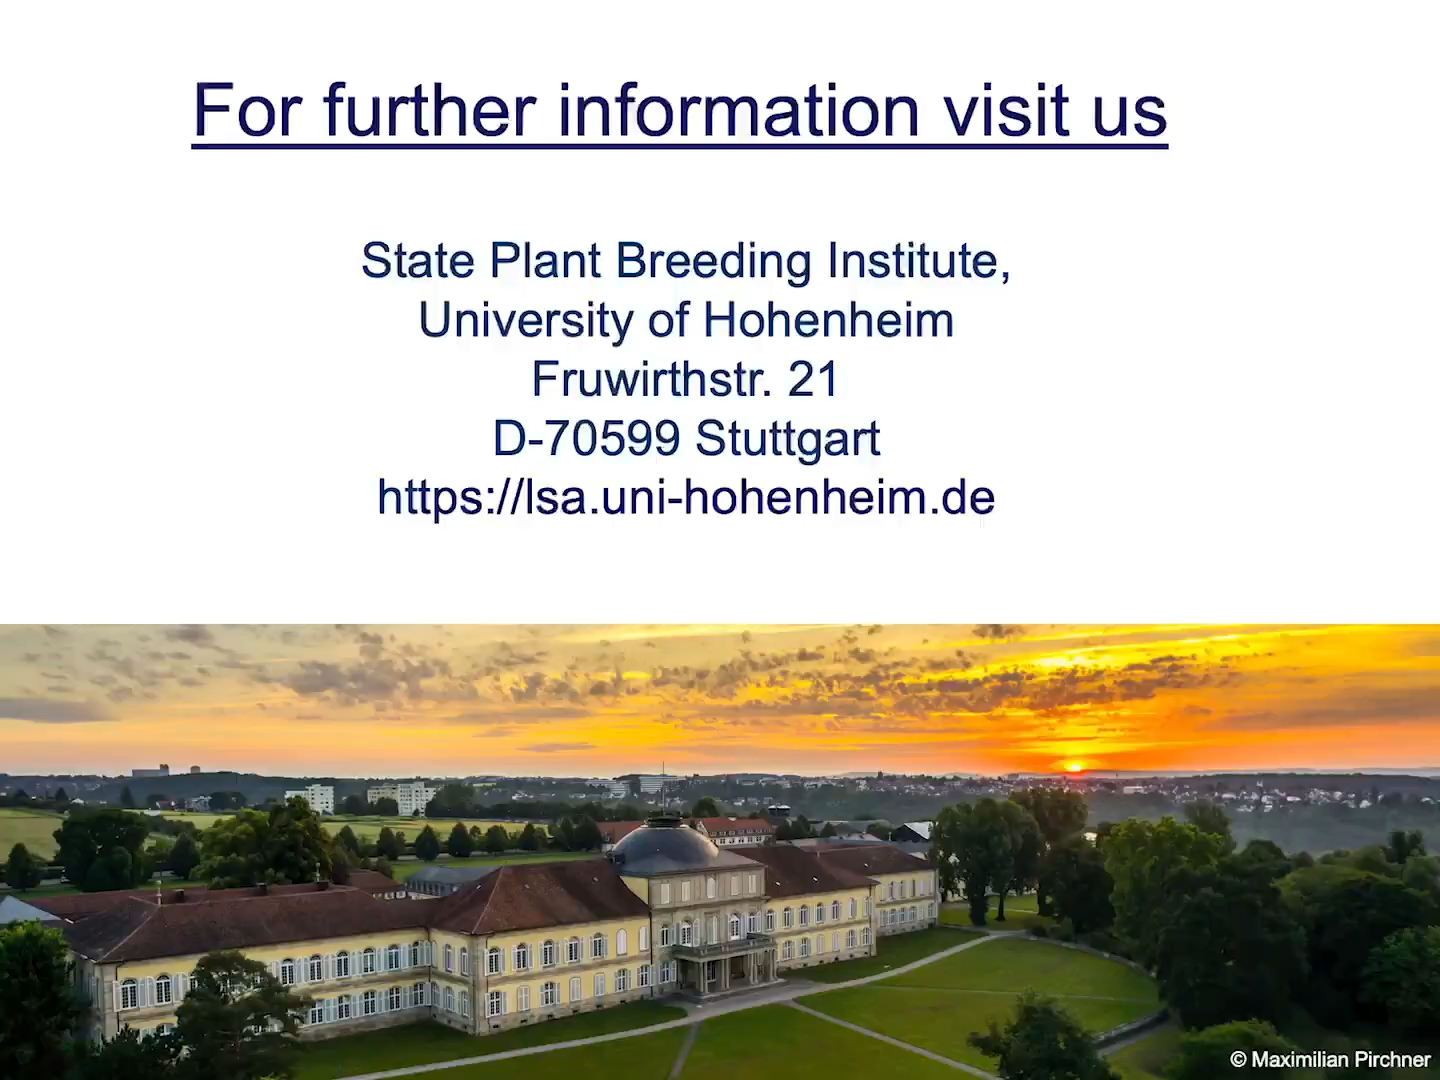 For further information visit us
State Plant Breeding Institute,
University of Hohenheim
Fruwirthstr. 21
D-70599 Stuttgart
https://lsa.uni-hohenheim.de
© Maximilian Pirchner